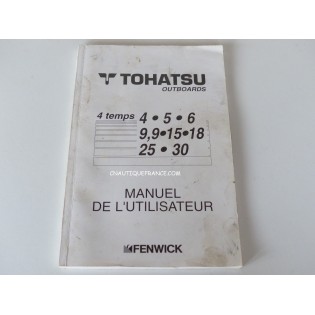 TOHATSU
OUTBOARDS
4 temps
4 • 5 • 6
9,9•15•18
25 • 30
MANUEL
DE L'UTILISATEUR
FENWICK